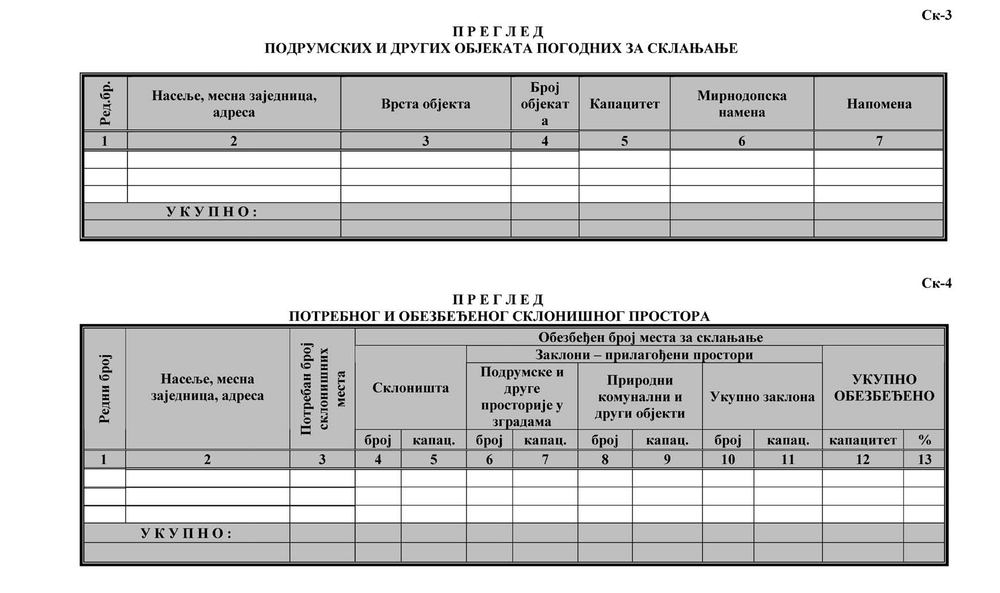 Ск-3
П Р Е Г Л Е Д
ПОДРУМСКИХ И ДРУГИХ ОБЈЕКАТА ПОГОДНИХ ЗА СКЛАЊАЊЕ
Ред.бр.
Насеље, месна заједница,
адреса
Врста објекта
Број
објекат
а
Капацитет
Мирнодопска
намена
Напомена
1 2 3 4 5 6 7
У К У П Н О :
Ск-4
П Р Е Г Л Е Д
ПОТРЕБНОГ И ОБЕЗБЕЂЕНОГ СКЛОНИШНОГ ПРОСТОРА
Редни број
Насеље, месна
заједница, адреса
Потребан број
склонишних
места
Обезбеђен број места за склањање
Склоништа
Заклони – прилагођени простори
Подрумске и
друге
просторије у
зградама
Природни
комунални и
други објекти
Укупно заклона
УКУПНО
ОБЕЗБЕЂЕНО
број капац. број капац. број капац. број капац. капацитет %
1 2 3 4 5 6 7 8 9 10 11 12 13
У К У П Н О :